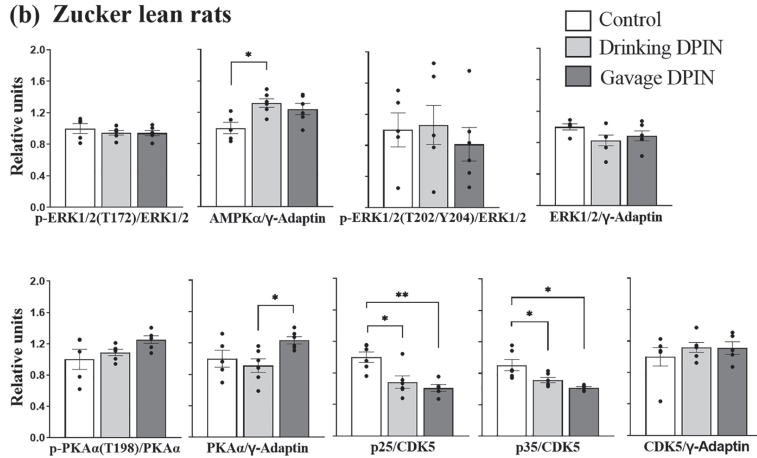 (b) Zucker lean rats
Control
Drinking DPIN
Gavage DPIN
Relative units
2.0
1.6
1.2
0.8
0.4
0.0
*
p-ERK1/2(T172)/ERK1/2
AMPKα/γ-Adaptin
p-ERK1/2(T202/Y204)/ERK1/2
ERK1/2/γ-Adaptin
Relative units
2.0
1.6
1.2
0.8
0.4
0.0
*
**
*
*
*
p-PKAα(T198)/PKAα
PKAα/γ-Adaptin
p25/CDK5
p35/CDK5
CDK5/γ-Adaptin